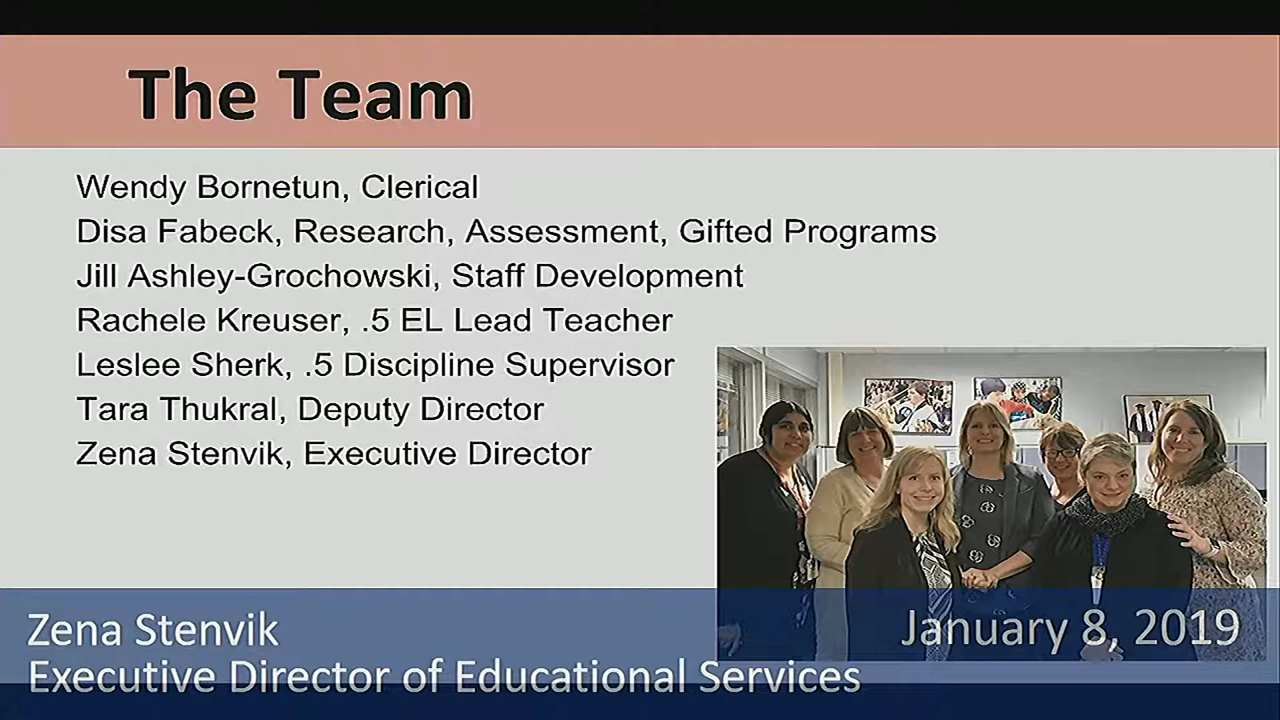 The Team
Wendy Bornetun, Clerical
Disa Fabeck, Research, Assessment, Gifted Programs
Jill Ashley-Grochowski, Staff Development
Rachele Kreuser, .5 EL Lead Teacher
Leslee Sherk, .5 Discipline Supervisor
Tara Thukral, Deputy Director
Zena Stenvik, Executive Director
Zena Stenvik
January 8, 2019
Executive Director of Educational Services